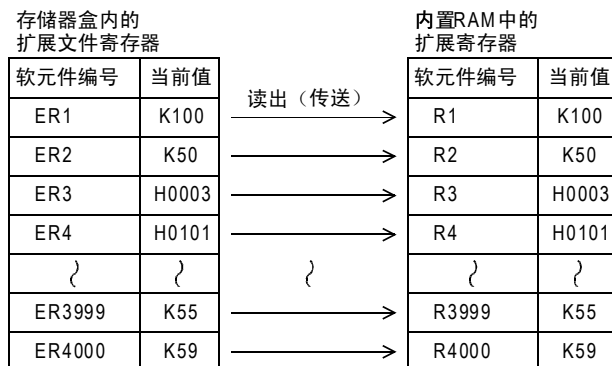 存储器盒内的
扩展文件寄存器
内置RAM中的
扩展寄存器
软元件编号 当前值 读出（传送） 软元件编号 当前值
ER1 K100 R1 K100
ER2 K50 R2 K50
ER3 H0003 R3 H0003
ER4 H0101 R4 H0101
ER3999 K55 R3999 K55
ER4000 K59 R4000 K59